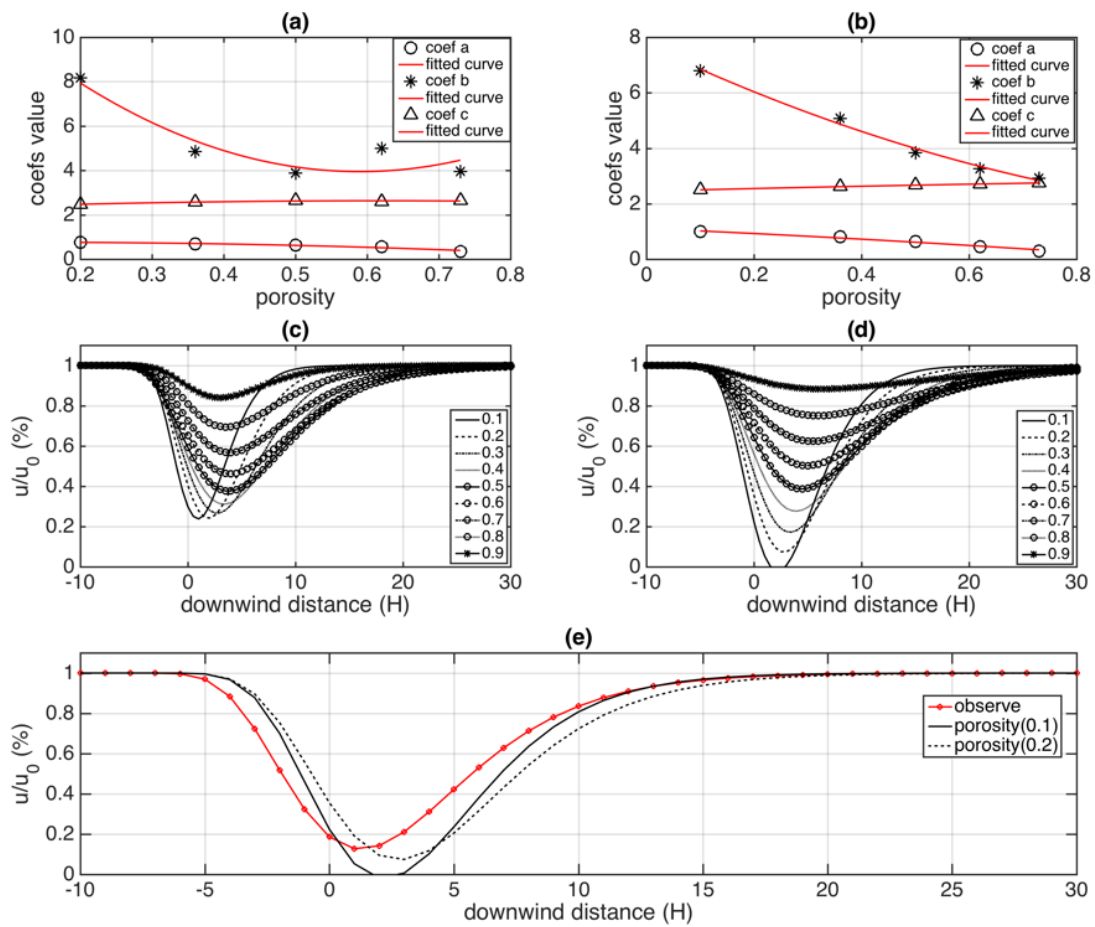 (a)
coefs value
10
8
6
4
2
0
0.2 0.3 0.4 0.5 0.6 0.7 0.8
porosity
coef a
fitted curve
coef b
fitted curve
coef c
fitted curve
(b)
coefs value
8
6
4
2
0
0 0.2 0.4 0.6 0.8
porosity
coef a
fitted curve
coef b
fitted curve
coef c
fitted curve
(c)
u/u0 (%)
1
0.8
0.6
0.4
0.2
0
-10 0 10 20 30
downwind distance (H)
0.1
0.2
0.3
0.4
0.5
0.6
0.7
0.8
0.9
(d)
u/u0 (%)
1
0.8
0.6
0.4
0.2
0
-10 0 10 20 30
downwind distance (H)
0.1
0.2
0.3
0.4
0.5
0.6
0.7
0.8
0.9
(e)
u/u0 (%)
1
0.8
0.6
0.4
0.2
0
-10 -5 0 5 10 15 20 25 30
downwind distance (H)
observe
porosity(0.1)
porosity(0.2)